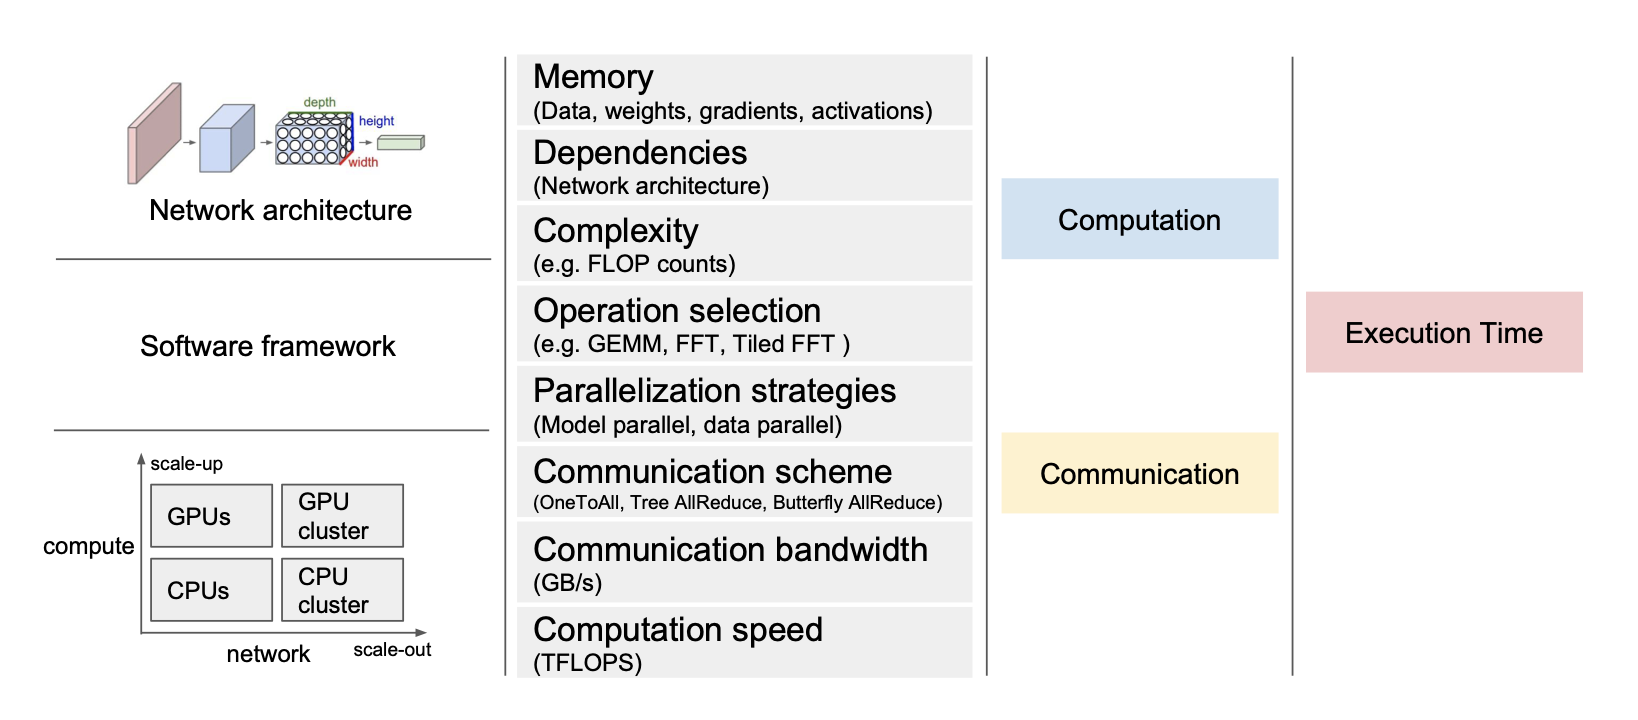 depth
height
width
Network architecture
Software framework
scale-up
GPUs
GPU
cluster
compute
CPUs
CPU
cluster
network
scale-out
Memory
(Data, weights, gradients, activations)
Dependencies
(Network architecture)
Complexity
(e.g. FLOP counts)
Operation selection
(e.g. GEMM, FFT, Tiled FFT )
Parallelization strategies
(Model parallel, data parallel)
Communication scheme
(OneToAll, Tree AllReduce, Butterfly AllReduce)
Communication bandwidth
(GB/s)
Computation speed
(TFLOPS)
Computation
Communication
Execution Time